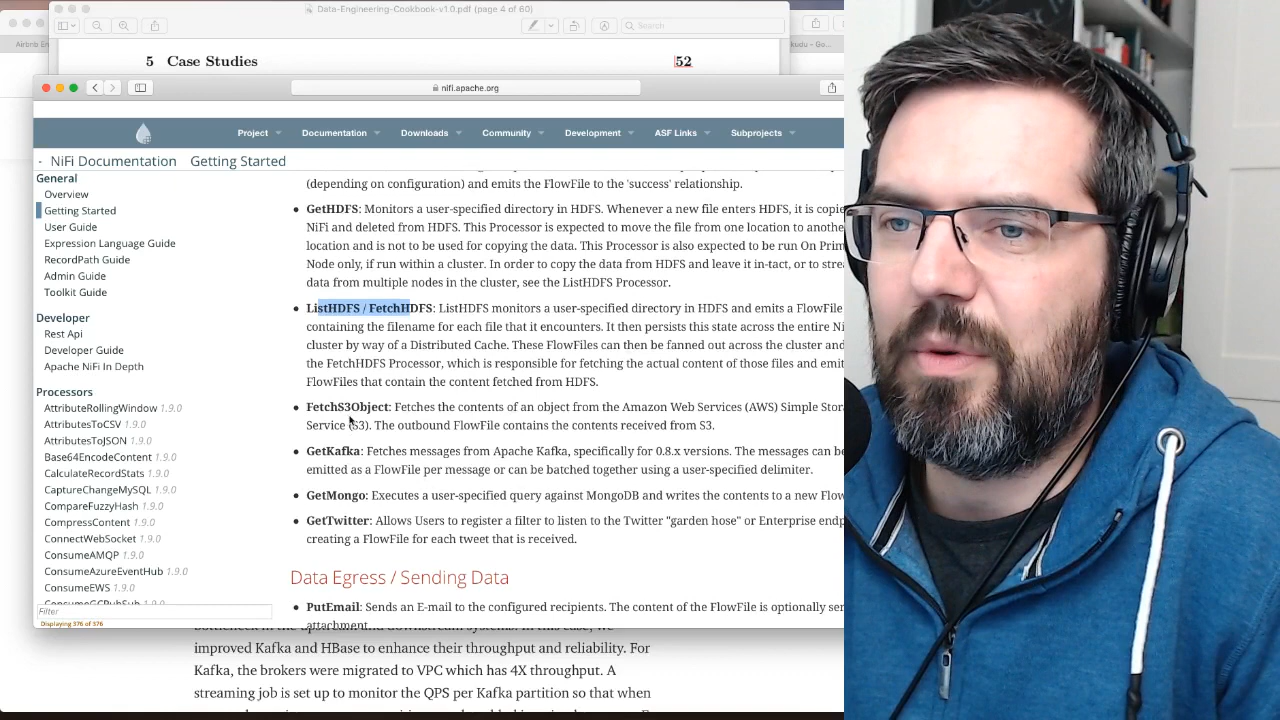 Data-Engineering-Cookbook-v1.0.pdf (page 4 of 60)
Search
Airbnb En
kudu - Go...
5 Case Studies 52
nifi.apache.org
Project Documentation Downloads Community Development ASF Links Subprojects
- NiFi Documentation Getting Started
General
Overview
Getting Started
User Guide
Expression Language Guide
RecordPath Guide
Admin Guide
Toolkit Guide
Developer
Rest Api
Developer Guide
Apache NiFi In Depth
Processors
AttributeRollingWindow 1.9.0
AttributesToCSV 1.9.0
AttributesToJSON 1.9.0
Base64EncodeContent 1.9.0
CalculateRecordStats 1.9.0
CaptureChangeMySQL 1.9.0
CompareFuzzyHash 1.9.0
CompressContent 1.9.0
ConnectWebSocket 1.9.0
ConsumeAMQP 1.9.0
ConsumeAzureEventHub 1.9.0
ConsumeEWS 1.9.0
ConsumeGCPubSub 1.9.0
Filter
Displaying 376 of 376
(depending on configuration) and emits the FlowFile to the 'success' relationship.
GetHDFS: Monitors a user-specified directory in HDFS. Whenever a new file enters HDFS, it is copie
NiFi and deleted from HDFS. This Processor is expected to move the file from one location to anothe
location and is not to be used for copying the data. This Processor is also expected to be run On Prim
Node only, if run within a cluster. In order to copy the data from HDFS and leave it in-tact, or to stre
data from multiple nodes in the cluster, see the ListHDFS Processor.
ListHDFS / FetchHDFS: ListHDFS monitors a user-specified directory in HDFS and emits a FlowFile
containing the filename for each file that it encounters. It then persists this state across the entire Ni
cluster by way of a Distributed Cache. These FlowFiles can then be fanned out across the cluster and
the FetchHDFS Processor, which is responsible for fetching the actual content of those files and emit
FlowFiles that contain the content fetched from HDFS.
FetchS3Object: Fetches the contents of an object from the Amazon Web Services (AWS) Simple Stora
Service (S3). The outbound FlowFile contains the contents received from S3.
GetKafka: Fetches messages from Apache Kafka, specifically for 0.8.x versions. The messages can be
emitted as a FlowFile per message or can be batched together using a user-specified delimiter.
GetMongo: Executes a user-specified query against MongoDB and writes the contents to a new Flow
GetTwitter: Allows Users to register a filter to listen to the Twitter "garden hose" or Enterprise endp
creating a FlowFile for each tweet that is received.
Data Egress / Sending Data
PutEmail: Sends an E-mail to the configured recipients. The content of the FlowFile is optionally sen
attachment.
improved Kafka and HBase to enhance their throughput and reliability. For
Kafka, the brokers were migrated to VPC which has 4X throughput. A
streaming job is set up to monitor the QPS per Kafka partition so that when